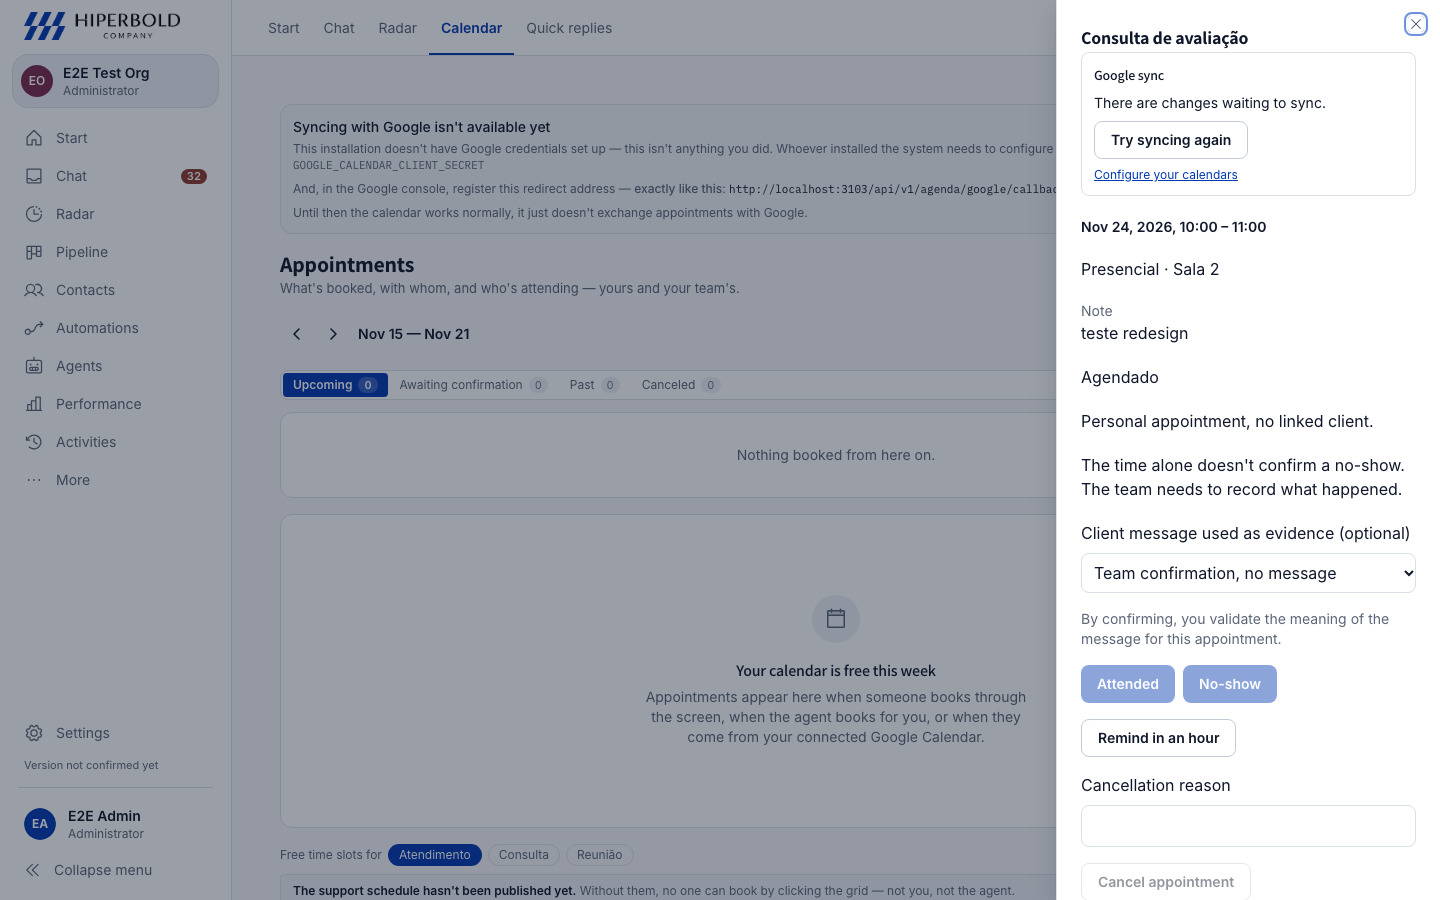 HIPERBOLD
COMPANY
EO
E2E Test Org
Administrator
Start
Chat
32
Radar
Pipeline
Contacts
Automations
Agents
Performance
Activities
More
Settings
Version not confirmed yet
EA
E2E Admin
Administrator
Collapse menu
Start
Chat
Radar
Calendar
Quick replies
Syncing with Google isn't available yet
This installation doesn't have Google credentials set up — this isn't anything you did. Whoever installed the system needs to configure
GOOGLE_CALENDAR_CLIENT_SECRET
And, in the Google console, register this redirect address — exactly like this: http://localhost:3103/api/v1/agenda/google/callbac
Until then the calendar works normally, it just doesn't exchange appointments with Google.
Appointments
What's booked, with whom, and who's attending — yours and your team's.
Nov 15 — Nov 21
Upcoming 0
Awaiting confirmation 0
Past 0
Canceled 0
Nothing booked from here on.
Your calendar is free this week
Appointments appear here when someone books through
the screen, when the agent books for you, or when they
come from your connected Google Calendar.
Free time slots for
Atendimento
Consulta
Reunião
The support schedule hasn't been published yet. Without them, no one can book by clicking the grid — not you, not the agent.
Consulta de avaliação
Google sync
There are changes waiting to sync.
Try syncing again
Configure your calendars
Nov 24, 2026, 10:00 – 11:00
Presencial · Sala 2
Note
teste redesign
Agendado
Personal appointment, no linked client.
The time alone doesn't confirm a no-show.
The team needs to record what happened.
Client message used as evidence (optional)
Team confirmation, no message
By confirming, you validate the meaning of the
message for this appointment.
Attended
No-show
Remind in an hour
Cancellation reason
Cancel appointment